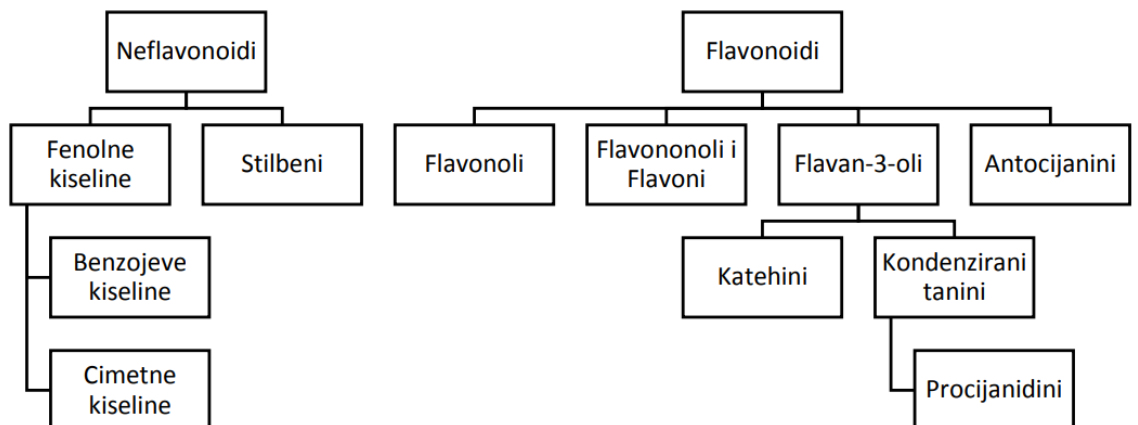 Neflavonoidi
Flavonoidi
Fenolne
kiseline
Stilbeni
Flavonoli
Flavononoli i
Flavoni
Flavan-3-oli
Antocijanini
Benzojeve
kiseline
Katehini
Kondenzirani
tanini
Cimetne
kiseline
Procijanidini